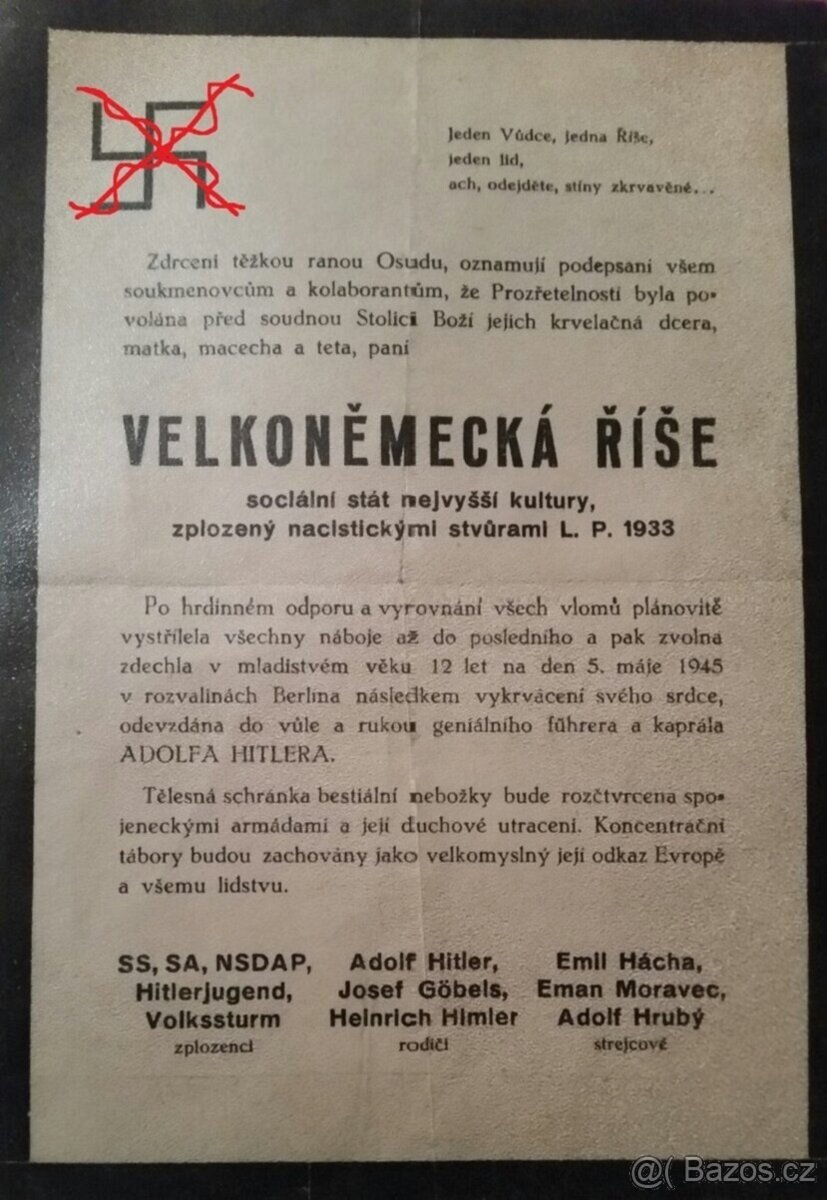 Jeden Vůdce, jedna Říše,
jeden lid,
ach, odejděte, stíny zkrvavěné...
Zdrceni těžkou ranou Osudu, oznamují podepsaní všem
soukmenovcům a kolaborantům, že Prozřetelností byla po-
volána před soudnou Stolici Boží jejich krvelačná dcera,
matka, macecha a teta, paní
VELKONĚMECKÁ ŘÍŠE
sociální stát nejvyšší kultury,
zplozený nacistickými stvůrami L. P. 1933
Po hrdinném odporu a vyrovnání všech vlomů plánovitě
vystřílela všechny náboje až do posledního a pak zvolna
zdechla v mladistvém věku 12 let na den 5. máje 1945
v rozvalinách Berlína následkem vykrvácení svého srdce,
odevzdána do vůle a rukou geniálního führera a kaprála
ADOLFA HITLERA.
Tělesná schránka bestiální nebožky bude rozčtvrcena spo-
jeneckými armádami a její duchové utraceni. Koncentrační
tábory budou zachovány jako velkomyslný její odkaz Evropě
a všemu lidstvu.
SS, SA, NSDAP, Adolf Hitler, Emil Hácha,
Hitlerjugend, Josef Göbels, Eman Moravec,
Volkssturm Heinrich Himler Adolf Hrubý
zplozenci rodiči strejcové
@( Bazos.cz